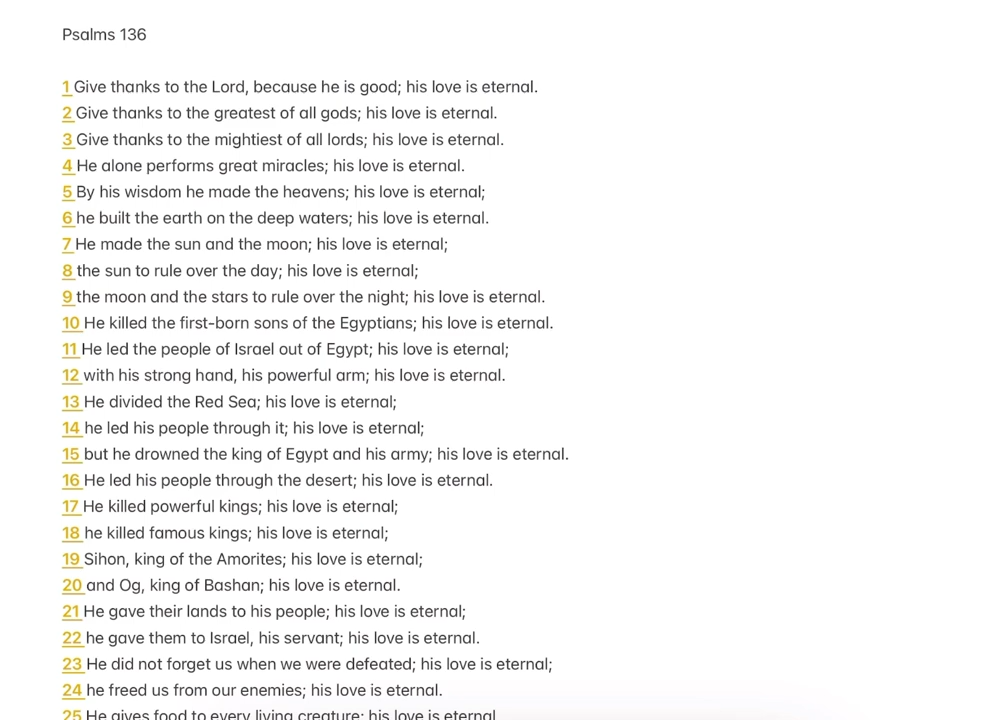 Psalms 136
1 Give thanks to the Lord, because he is good; his love is eternal.
2 Give thanks to the greatest of all gods; his love is eternal.
3 Give thanks to the mightiest of all lords; his love is eternal.
4 He alone performs great miracles; his love is eternal.
5 By his wisdom he made the heavens; his love is eternal;
6 he built the earth on the deep waters; his love is eternal.
7 He made the sun and the moon; his love is eternal;
8 the sun to rule over the day; his love is eternal;
9 the moon and the stars to rule over the night; his love is eternal.
10 He killed the first-born sons of the Egyptians; his love is eternal.
11 He led the people of Israel out of Egypt; his love is eternal;
12 with his strong hand, his powerful arm; his love is eternal.
13 He divided the Red Sea; his love is eternal;
14 he led his people through it; his love is eternal;
15 but he drowned the king of Egypt and his army; his love is eternal.
16 He led his people through the desert; his love is eternal.
17 He killed powerful kings; his love is eternal;
18 he killed famous kings; his love is eternal;
19 Sihon, king of the Amorites; his love is eternal;
20 and Og, king of Bashan; his love is eternal.
21 He gave their lands to his people; his love is eternal;
22 he gave them to Israel, his servant; his love is eternal.
23 He did not forget us when we were defeated; his love is eternal;
24 he freed us from our enemies; his love is eternal.
25 He gives food to every living creature; his love is eternal